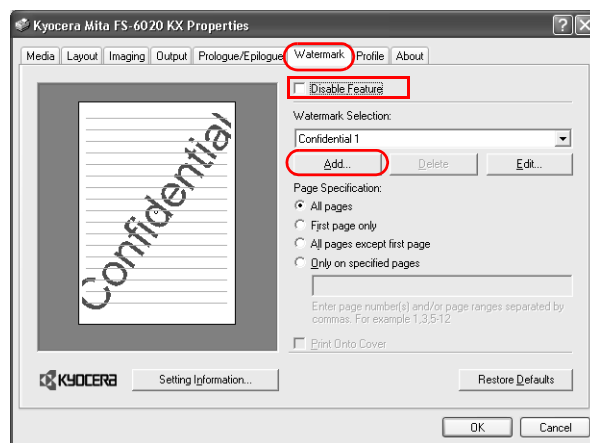 Kyocera Mita FS-6020 KX Properties
Media Layout Imaging Output Prologue/Epilogue Watermark Profile About
Disable Feature
Watermark Selection:
Confidential 1
Add... Delete Edit...
Page Specification:
All pages
First page only
All pages except first page
Only on specified pages
Enter page number(s) and/or page ranges separated by
commas. For example 1,3,5-12
Print Onto Cover
Confidential
KYOCERA Setting Information... Restore Defaults
OK Cancel